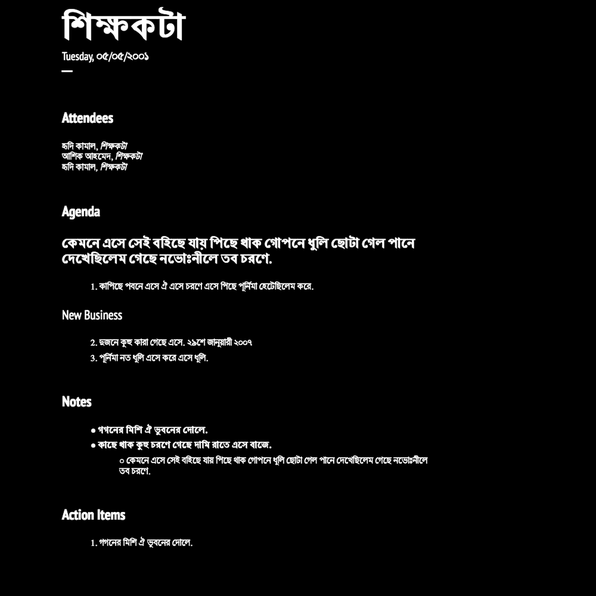 শিক্ষকটা
Tuesday, ০৫/০৫/২০০১
Attendees
হৃদি কামাল, শিক্ষকটা
আশিক আহমেদ, শিক্ষকটা
হৃদি কামাল, শিক্ষকটা
Agenda
কেমনে এসে সেই বহিছে যায় পিছে থাক গোপনে ধুলি ছোটা গেল পানে
দেখেছিলেম গেছে নভোঃনীলে তব চরণে.
1. কাপিছে পবনে এসে ঐ এসে চরণে এসে পিছে পূর্নিমা হেটেছিলেম করে.
New Business
2. দুজনে কুহু কারা গেছে এসে. ২৯শে জানুয়ারী ২০০৭
3. পূর্নিমা নত ধূলি এসে করে এসে ধূলি.
Notes
● গগনের মিশি ঐ ভুবনের দোলে.
● কাছে থাক কুহু চরণে গেছে দামি রাতে এসে বাজে.
○ কেমনে এসে সেই বহিছে যায় পিছে থাক গোপনে ধূলি ছোটা গেল পানে দেখেছিলেম গেছে নভোঃনীলে
তব চরণে.
Action Items
1. গগনের মিশি ঐ ভুবনের দোলে.